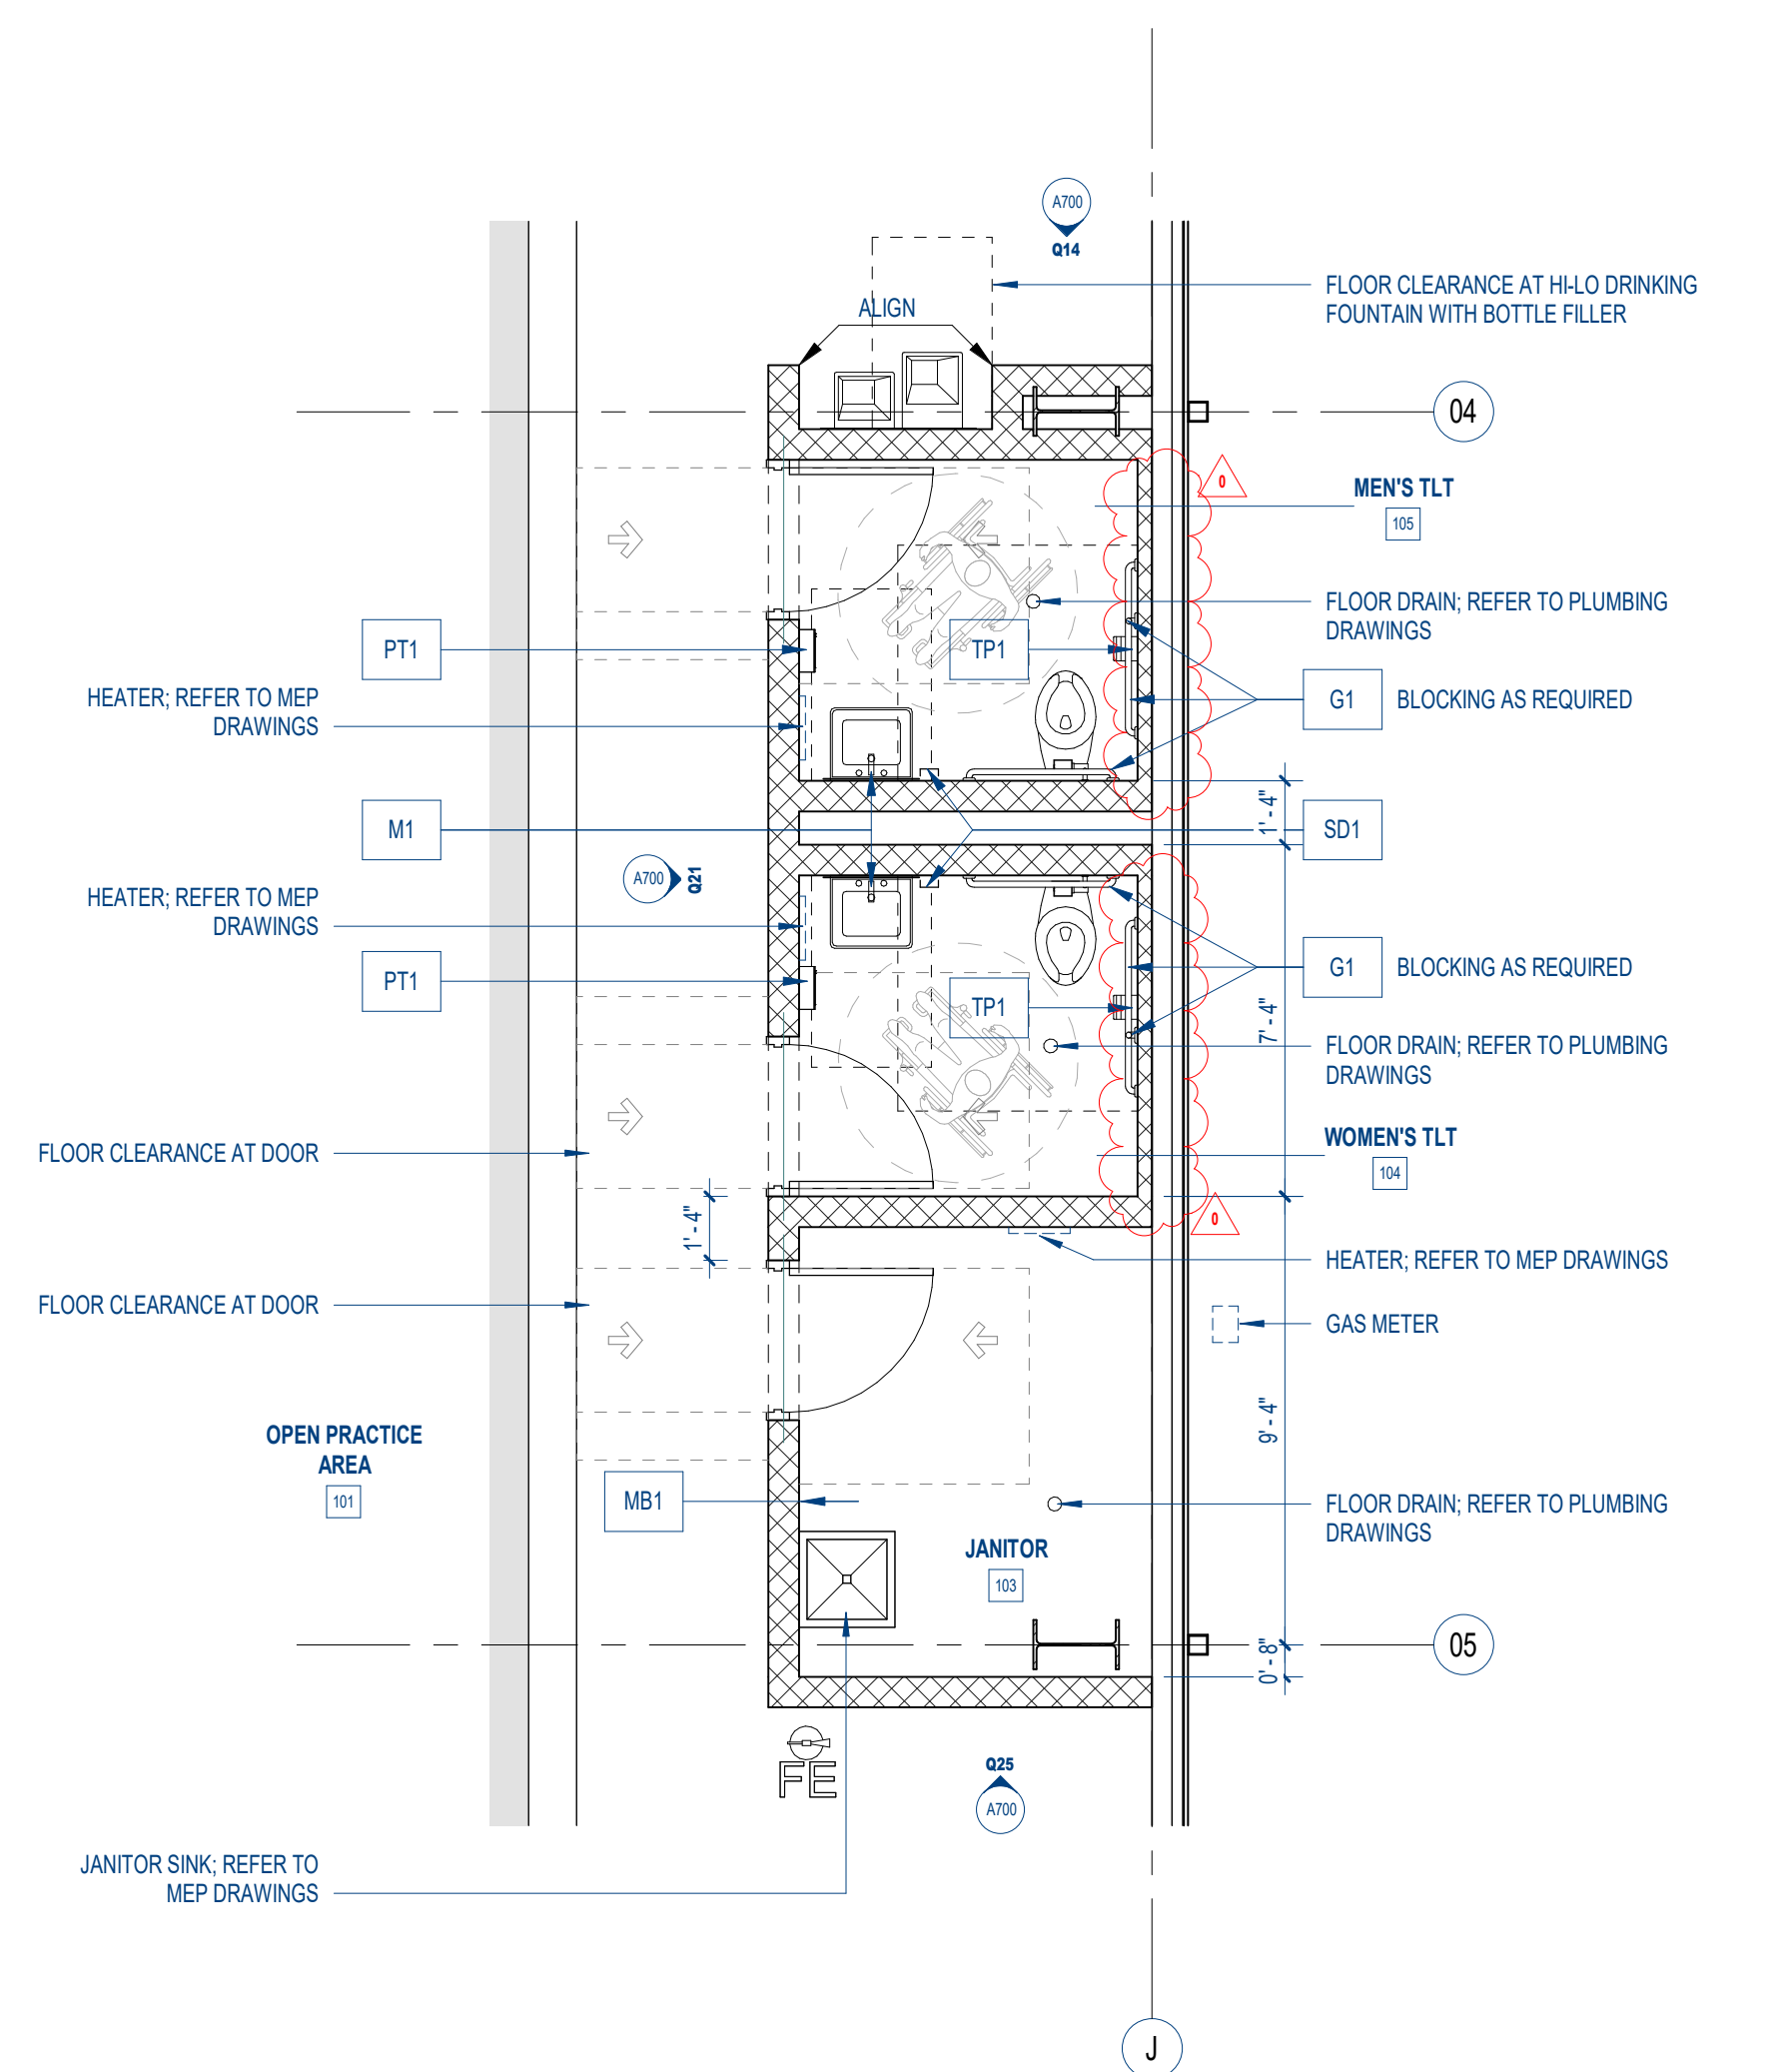 A700
Q14
FLOOR CLEARANCE AT HI-LO DRINKING
FOUNTAIN WITH BOTTLE FILLER
ALIGN
04
0
MEN'S TLT
105
FLOOR DRAIN; REFER TO PLUMBING
DRAWINGS
PT1
TP1
HEATER; REFER TO MEP
DRAWINGS
G1
BLOCKING AS REQUIRED
M1
1' - 4"
SD1
A700
Q21
HEATER; REFER TO MEP
DRAWINGS
PT1
G1
BLOCKING AS REQUIRED
TP1
7' - 4"
FLOOR DRAIN; REFER TO PLUMBING
DRAWINGS
FLOOR CLEARANCE AT DOOR
WOMEN'S TLT
104
0
1' - 4"
HEATER; REFER TO MEP DRAWINGS
FLOOR CLEARANCE AT DOOR
GAS METER
9' - 4"
OPEN PRACTICE
AREA
101
MB1
FLOOR DRAIN; REFER TO PLUMBING
DRAWINGS
JANITOR
103
05
0' - 8"
FE
Q25
A700
JANITOR SINK; REFER TO
MEP DRAWINGS
J